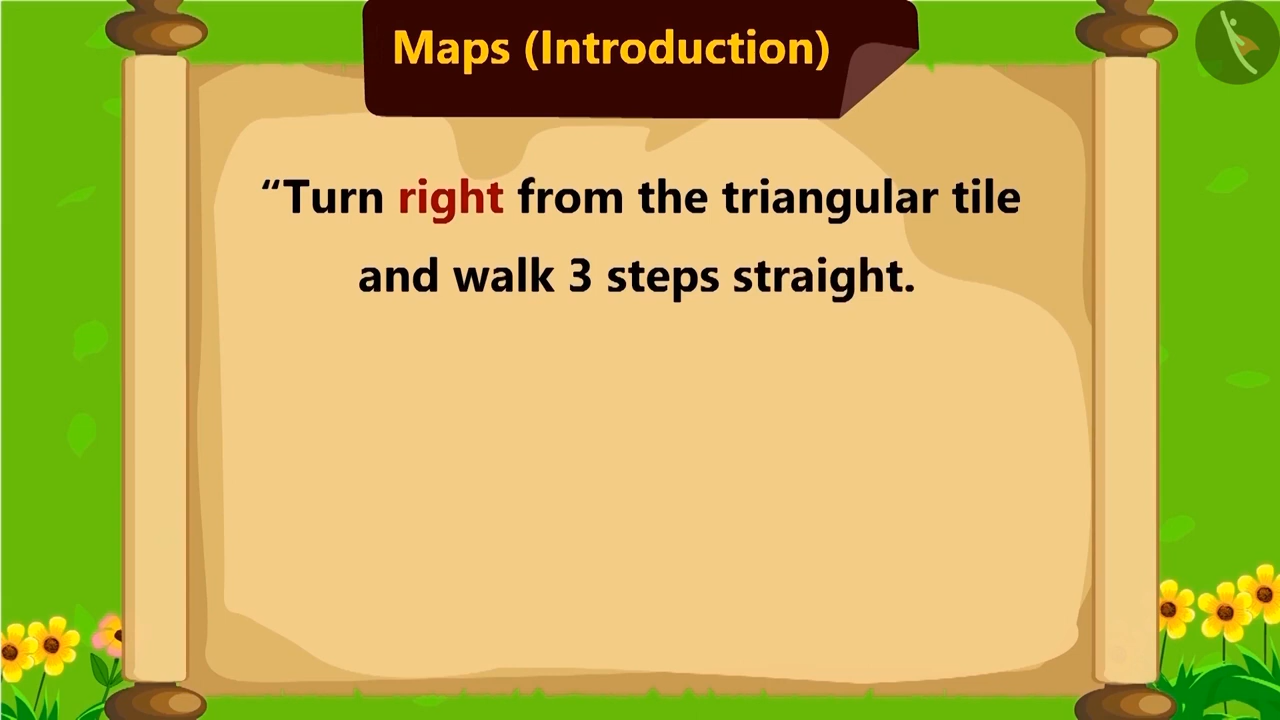 Maps (Introduction)
“Turn right from the triangular tile
and walk 3 steps straight.